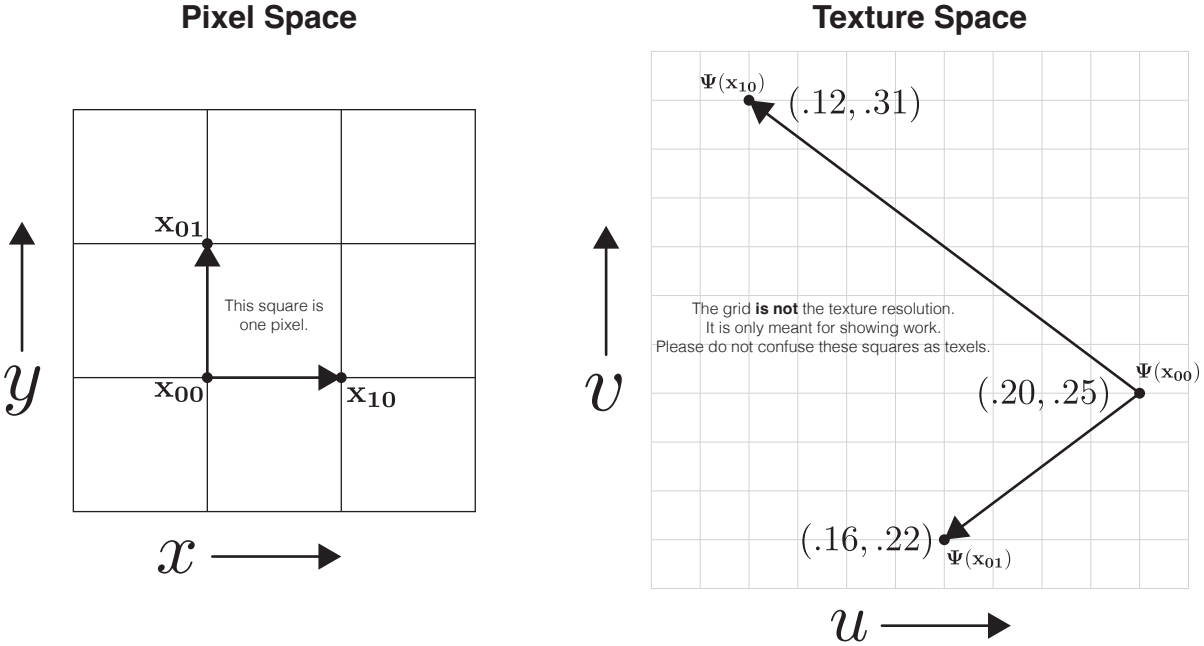 Pixel Space
y
x₀₁
This square is
one pixel.
x₀₀
x₁₀
x
Texture Space
v
Ψ(x₁₀)
(.12, .31)
The grid is not the texture resolution.
It is only meant for showing work.
Please do not confuse these squares as texels.
Ψ(x₀₀)
(.20, .25)
(.16, .22)
Ψ(x₀₁)
u